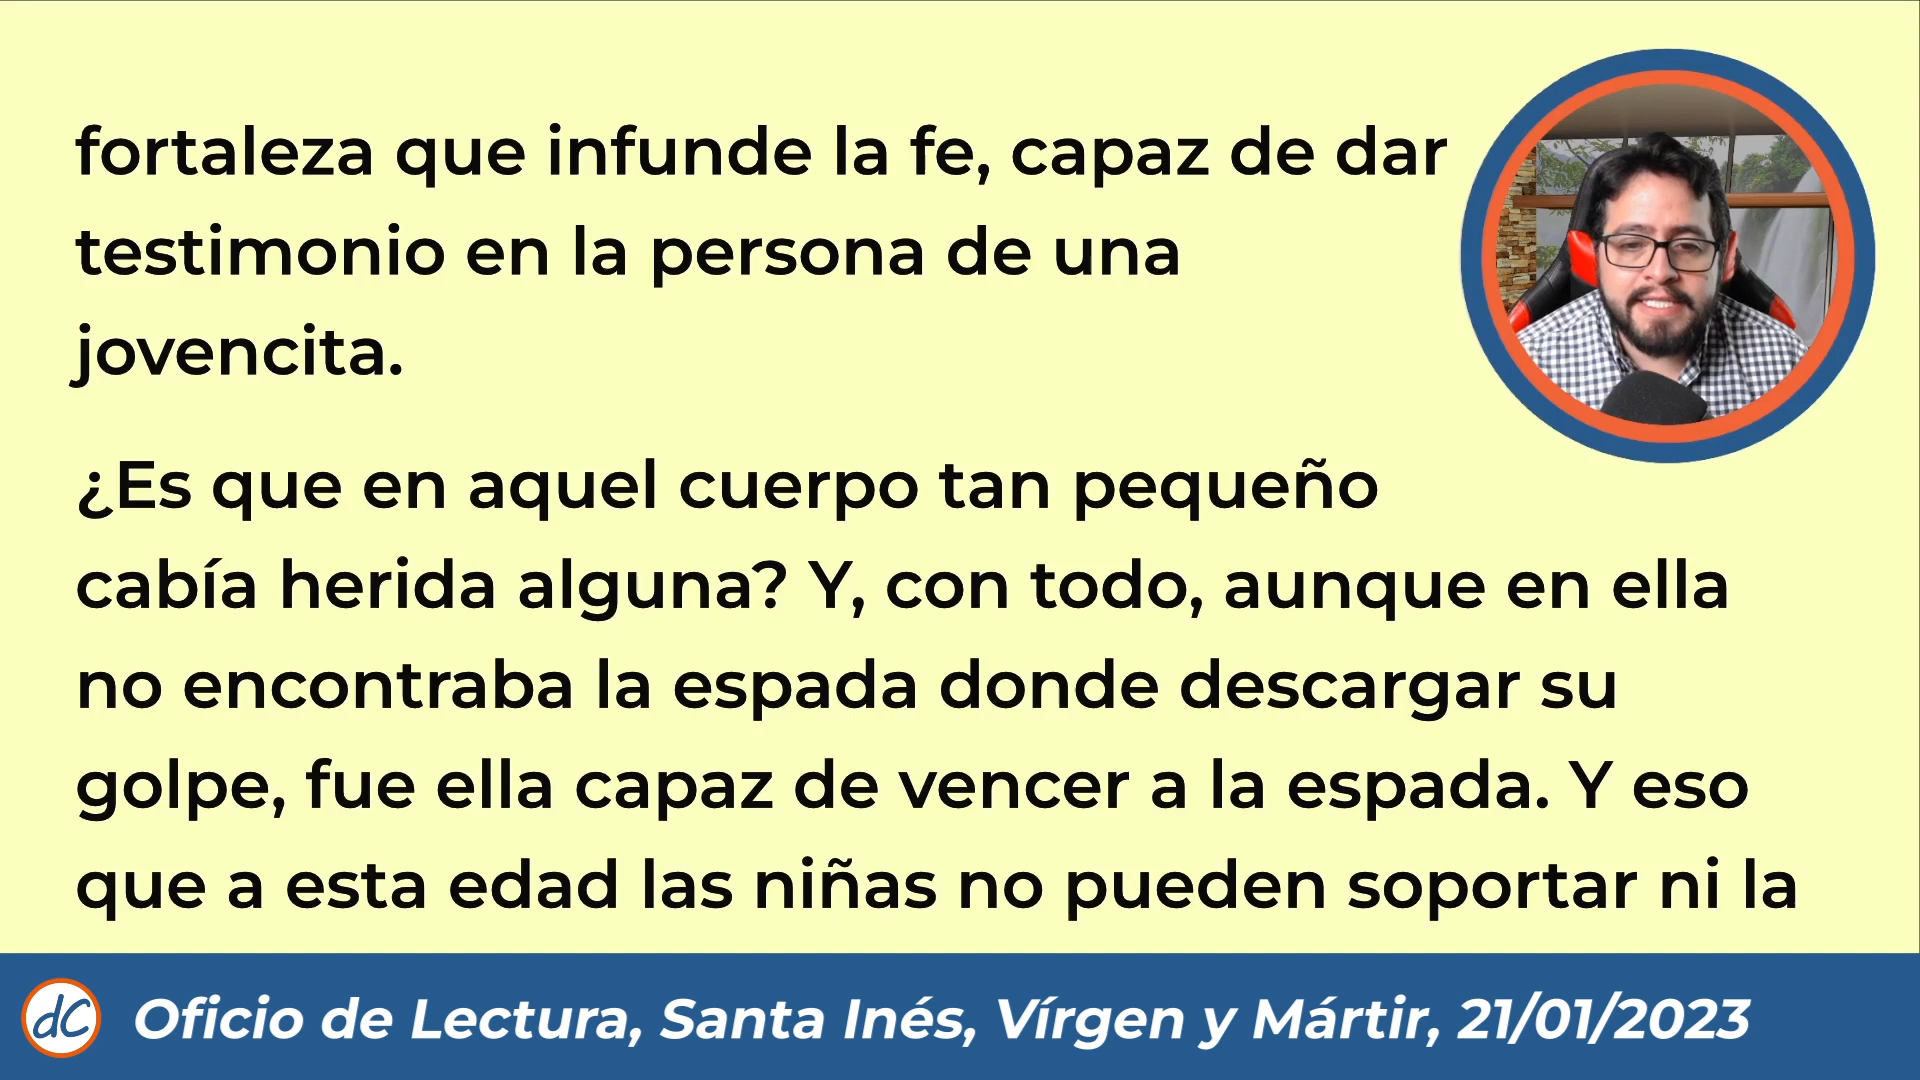 fortaleza que infunde la fe, capaz de dar
testimonio en la persona de una
jovencita.
¿Es que en aquel cuerpo tan pequeño
cabía herida alguna? Y, con todo, aunque en ella
no encontraba la espada donde descargar su
golpe, fue ella capaz de vencer a la espada. Y eso
que a esta edad las niñas no pueden soportar ni la
dC Oficio de Lectura, Santa Inés, Vírgen y Mártir, 21/01/2023